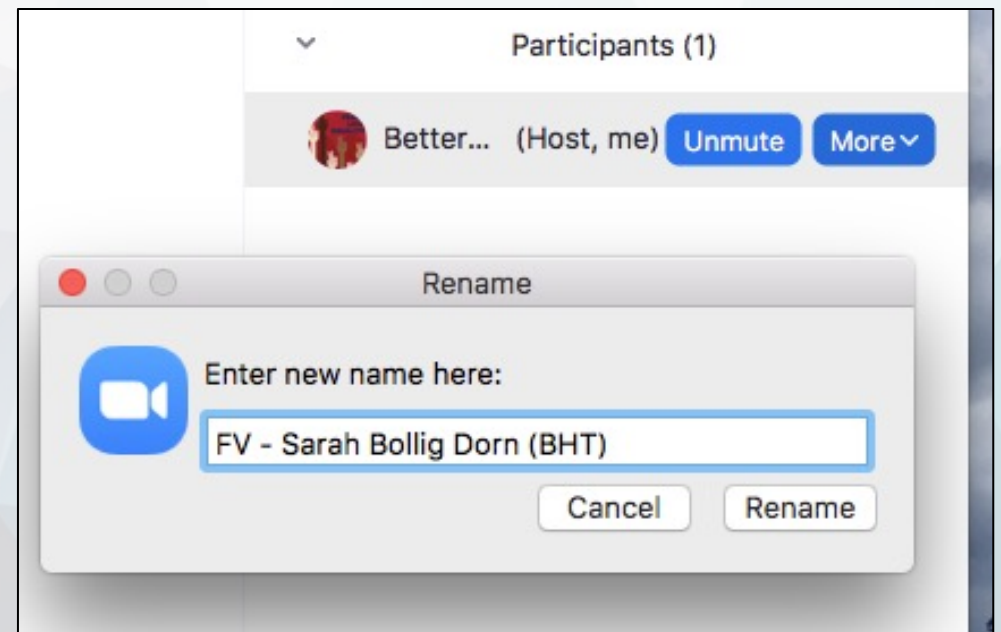 Participants (1)
Better... (Host, me) Unmute More
Rename
Enter new name here:
FV - Sarah Bollig Dorn (BHT)
Cancel Rename